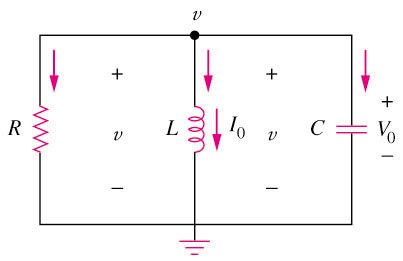 v
+ +
+
R v L I₀ v C V₀
−
− −